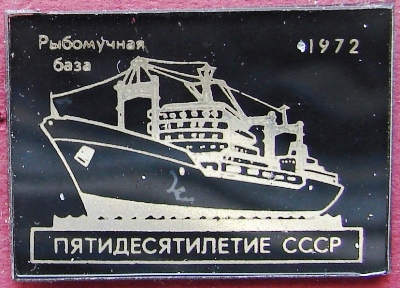 Рыбомучная
база
1972
ПЯТИДЕСЯТИЛЕТИЕ СССР